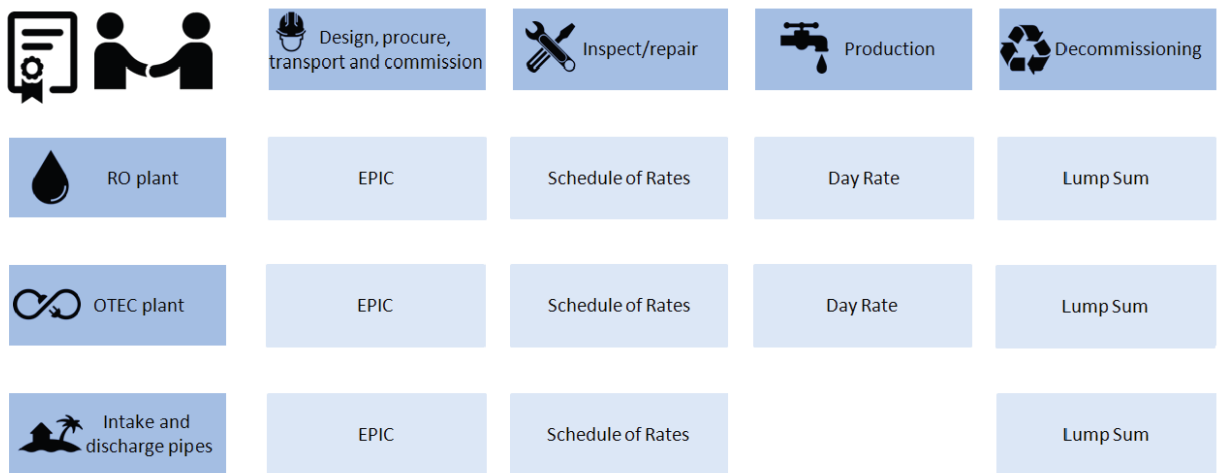 Design, procure,
transport and commission
Inspect/repair
Production
Decommissioning
RO plant
EPIC
Schedule of Rates
Day Rate
Lump Sum
OTEC plant
EPIC
Schedule of Rates
Day Rate
Lump Sum
Intake and
discharge pipes
EPIC
Schedule of Rates
Lump Sum